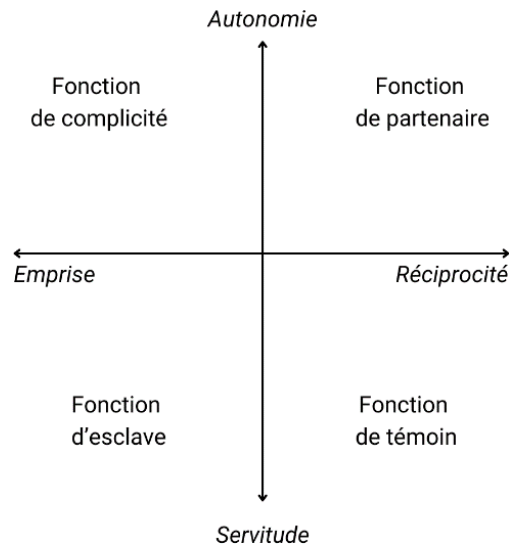 Autonomie
Fonction
de complicité
Fonction
de partenaire
Emprise
Réciprocité
Fonction
d’esclave
Fonction
de témoin
Servitude